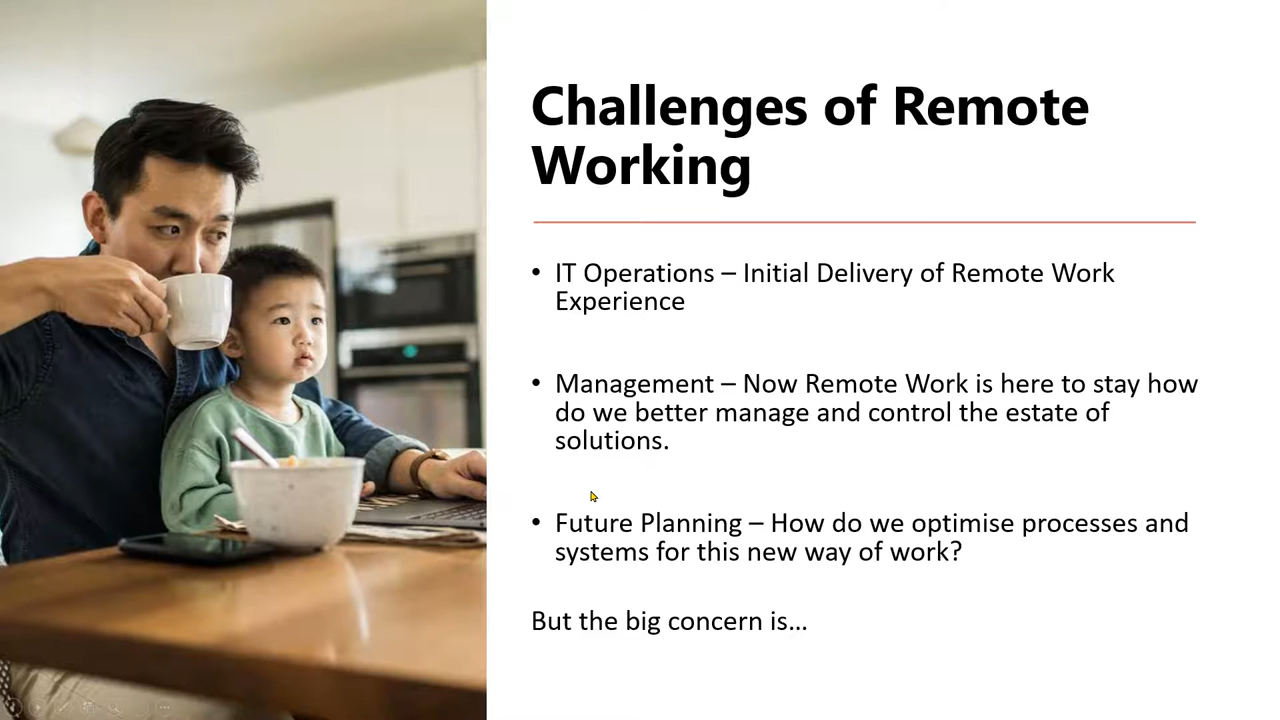 Challenges of Remote
Working
• IT Operations – Initial Delivery of Remote Work
Experience
• Management – Now Remote Work is here to stay how
do we better manage and control the estate of
solutions.
• Future Planning – How do we optimise processes and
systems for this new way of work?
But the big concern is…